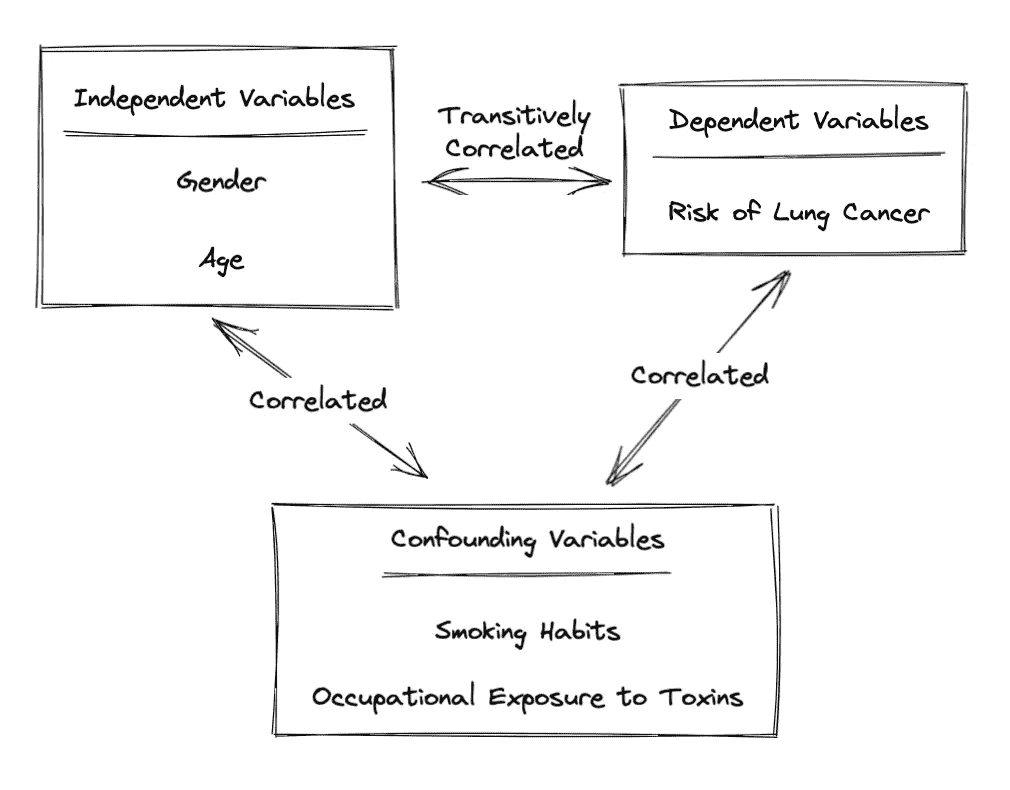 Independent Variables
Gender
Age
Transitively
Correlated
Dependent Variables
Risk of Lung Cancer
Correlated
Correlated
Confounding Variables
Smoking Habits
Occupational Exposure to Toxins